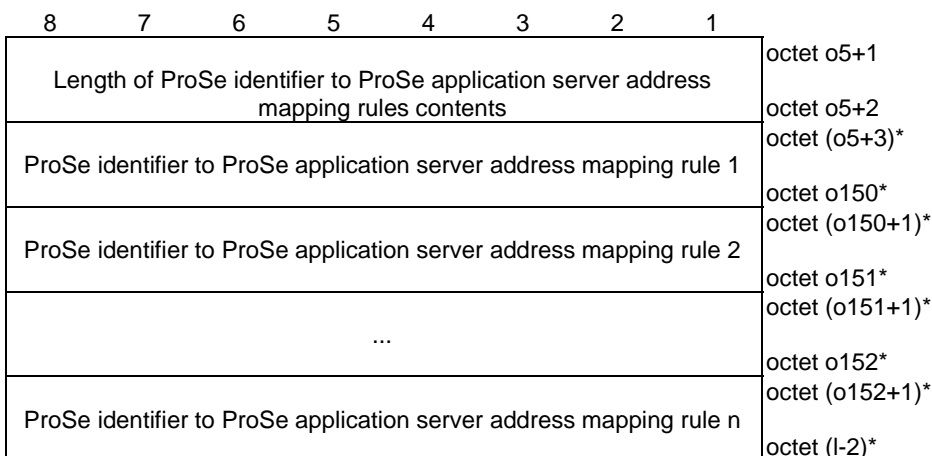 8 7 6 5 4 3 2 1
octet o5+1
Length of ProSe identifier to ProSe application server address
mapping rules contents
octet o5+2
octet (o5+3)*
ProSe identifier to ProSe application server address mapping rule 1
octet o150*
octet (o150+1)*
ProSe identifier to ProSe application server address mapping rule 2
octet o151*
octet (o151+1)*
...
octet o152*
octet (o152+1)*
ProSe identifier to ProSe application server address mapping rule n
octet (l-2)*